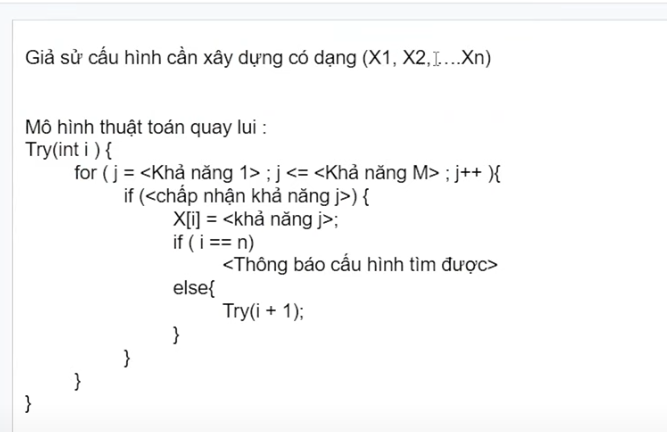 Giả sử cấu hình cần xây dựng có dạng (X1, X2,….Xn)
Mô hình thuật toán quay lui :
Try(int i ) {
for ( j = <Khả năng 1> ; j <= <Khả năng M> ; j++ ){
if (<chấp nhận khả năng j>) {
X[i] = <khả năng j>;
if ( i == n)
<Thông báo cấu hình tìm được>
else{
Try(i + 1);
}
}
}
}